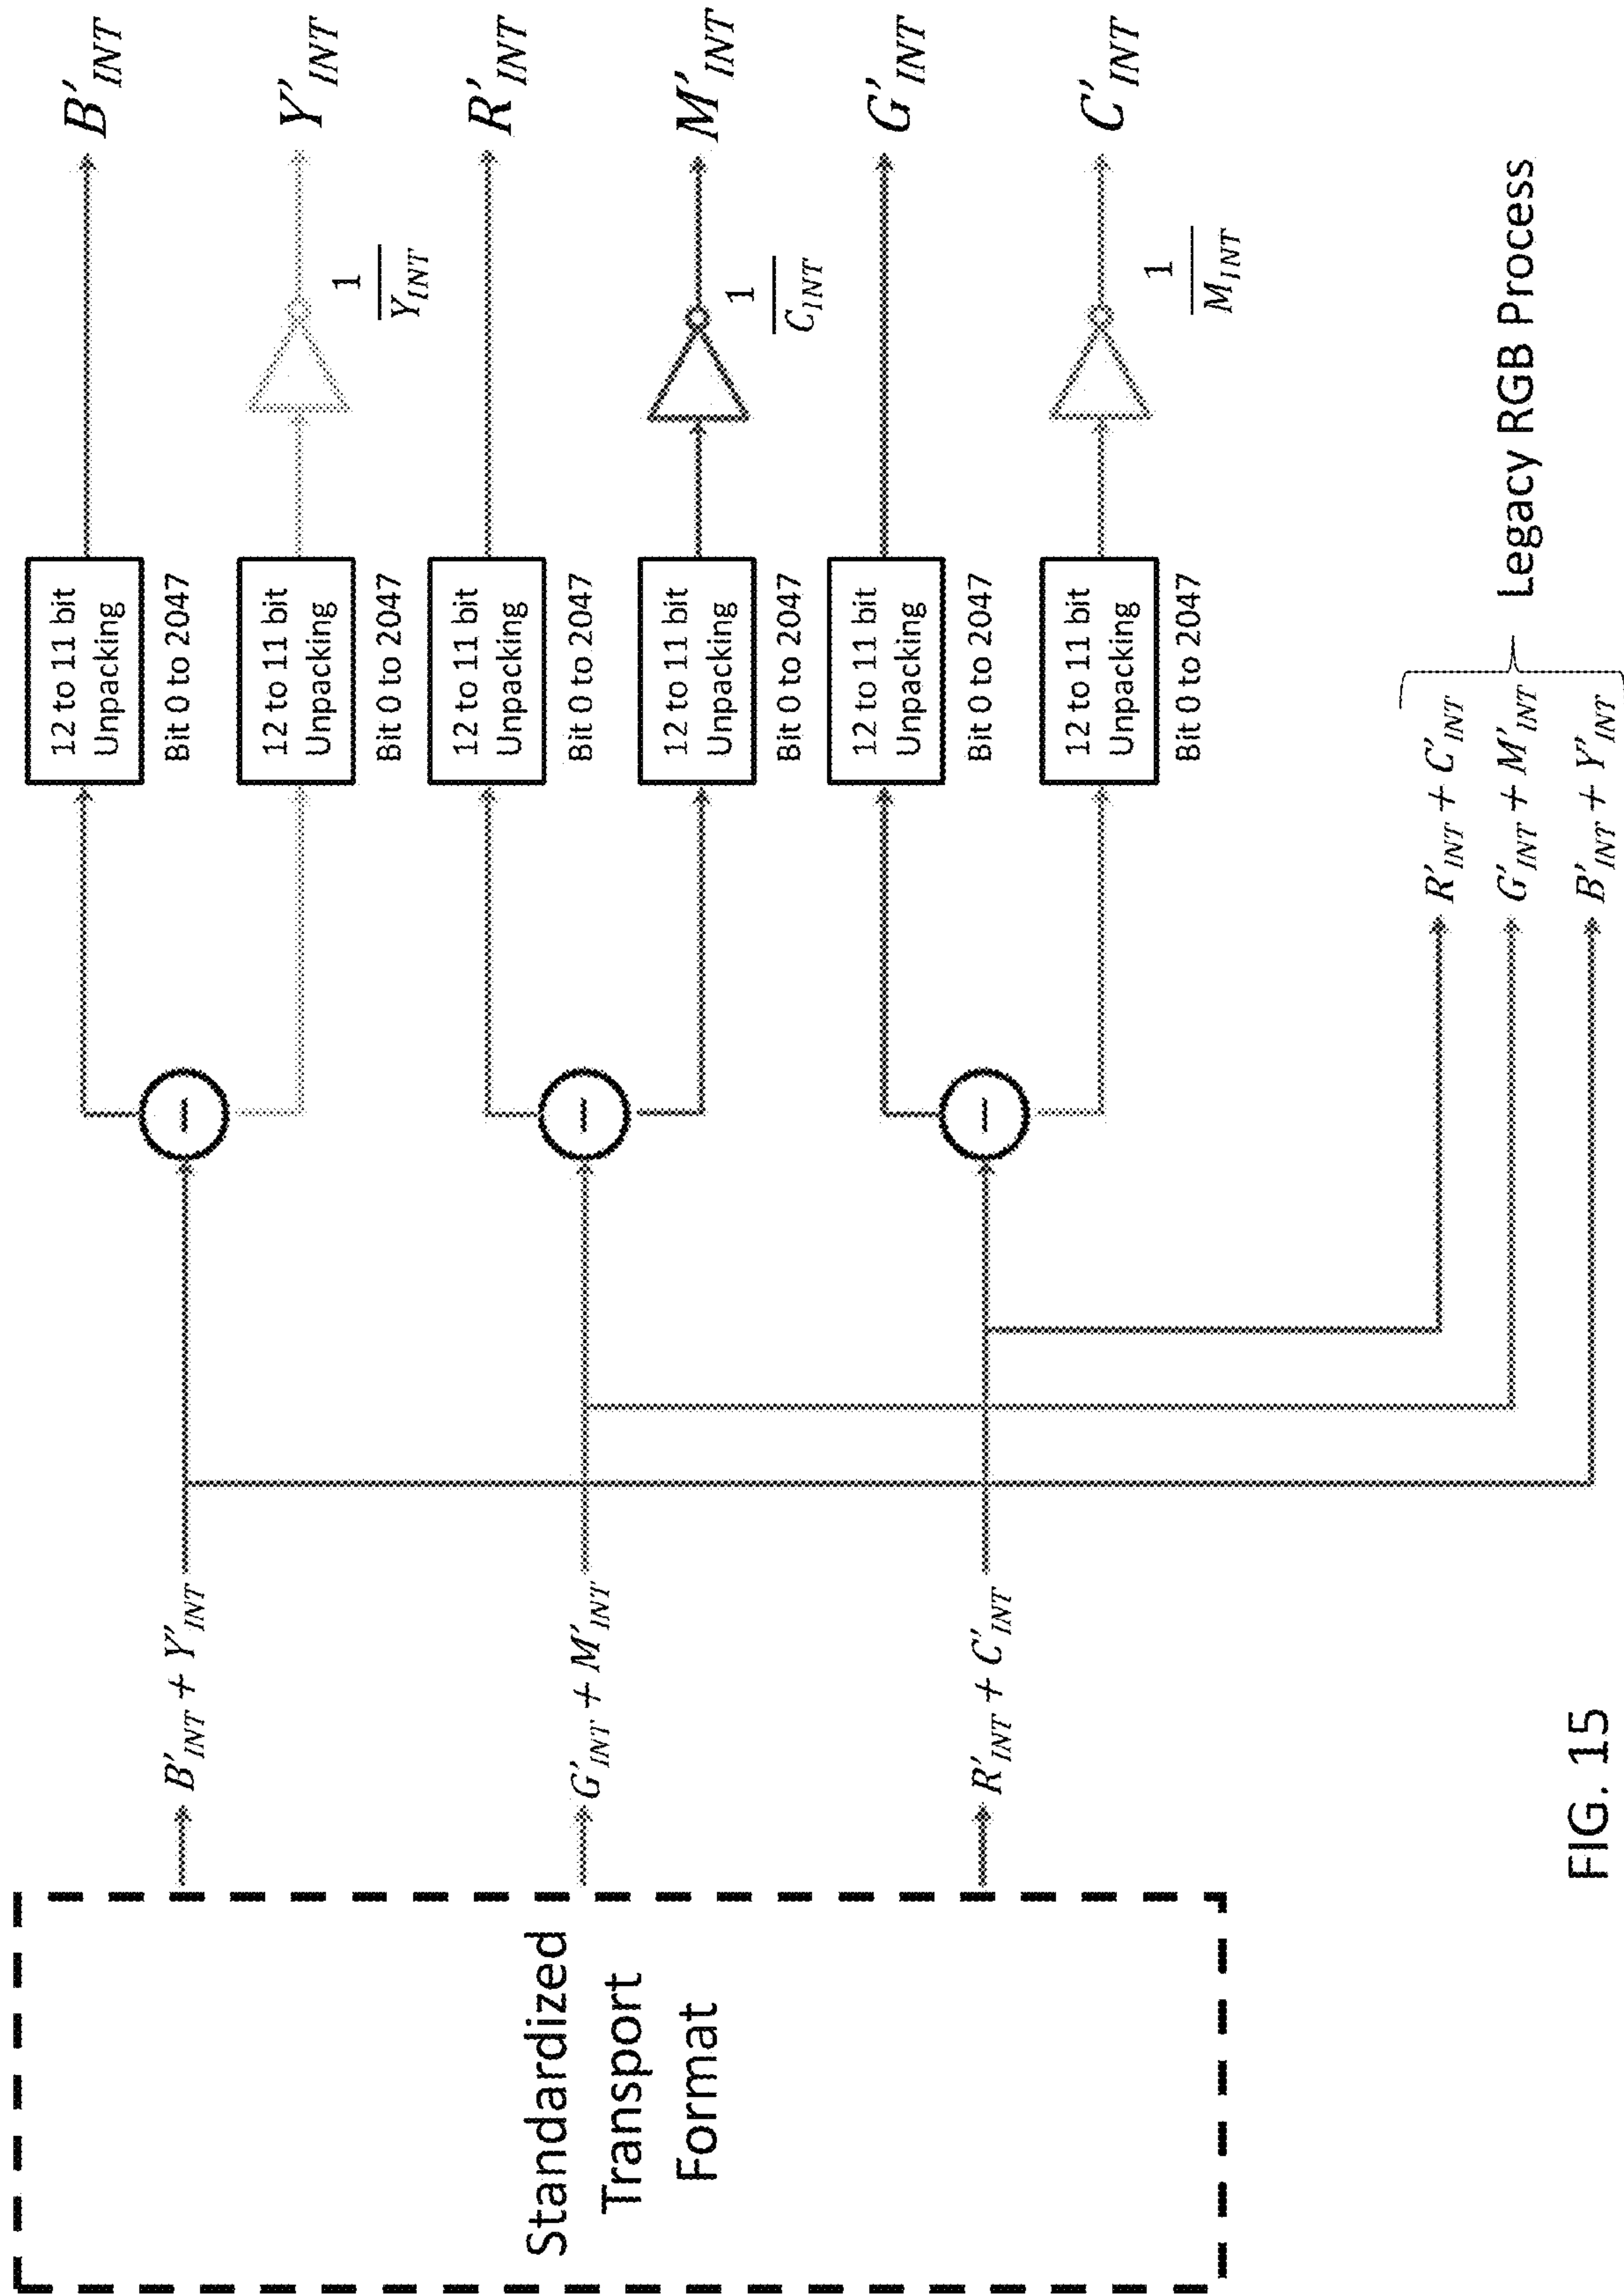 Standardized
Transport
Format
B'INT + Y'INT
G'INT + M'INT
R'INT + C'INT
−
−
−
12 to 11 bit
Unpacking
Bit 0 to 2047
12 to 11 bit
Unpacking
Bit 0 to 2047
12 to 11 bit
Unpacking
Bit 0 to 2047
12 to 11 bit
Unpacking
Bit 0 to 2047
12 to 11 bit
Unpacking
Bit 0 to 2047
12 to 11 bit
Unpacking
Bit 0 to 2047
1
YINT
1
CINT
1
MINT
B'INT
Y'INT
R'INT
M'INT
G'INT
C'INT
R'INT + C'INT
G'INT + M'INT
B'INT + Y'INT
Legacy RGB Process
FIG. 15